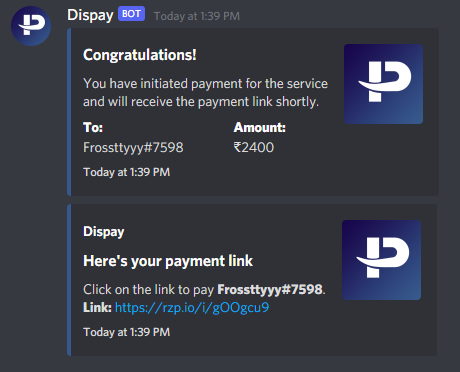 Dispay BOT Today at 1:39 PM
Congratulations!
You have initiated payment for the service
and will receive the payment link shortly.
To: Amount:
Frossttyyy#7598 ₹2400
Today at 1:39 PM
Dispay
Here's your payment link
Click on the link to pay Frossttyyy#7598.
Link: https://rzp.io/i/gOOgcu9
Today at 1:39 PM